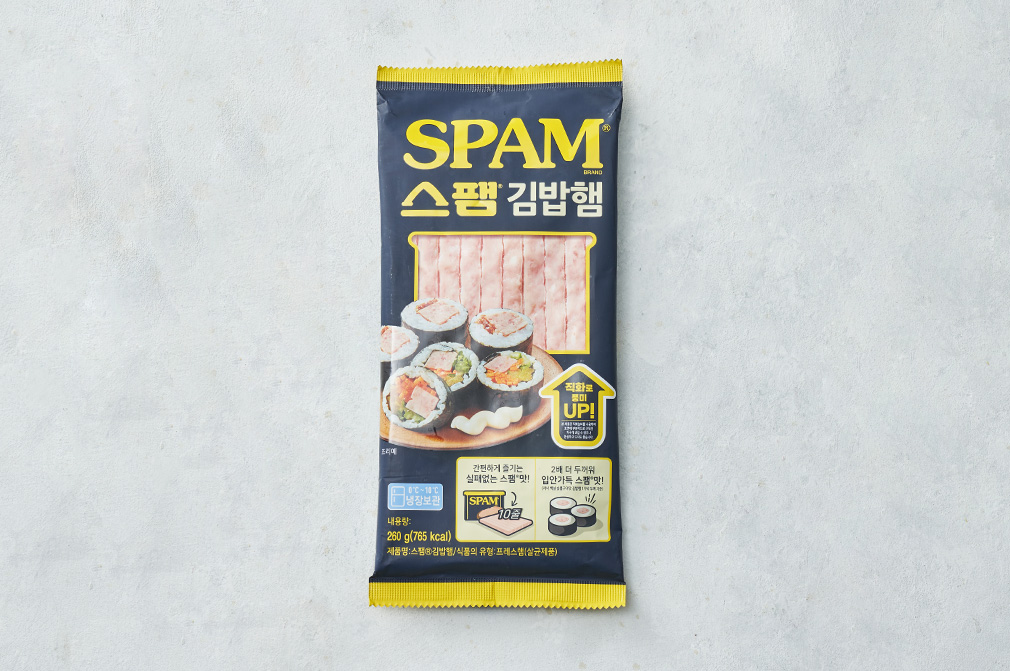 SPAM®
BRAND
스팸® 김밥햄
직화로
풍미
UP!
프리메
간편하게 즐기는
실패없는 스팸®맛!
SPAM
10줄
2배 더 두꺼워
입안가득 스팸®맛!
0℃~10℃
냉장보관
내용량:
260 g(765 kcal)
제품명:스팸®김밥햄/식품의 유형:프레스햄(살균제품)